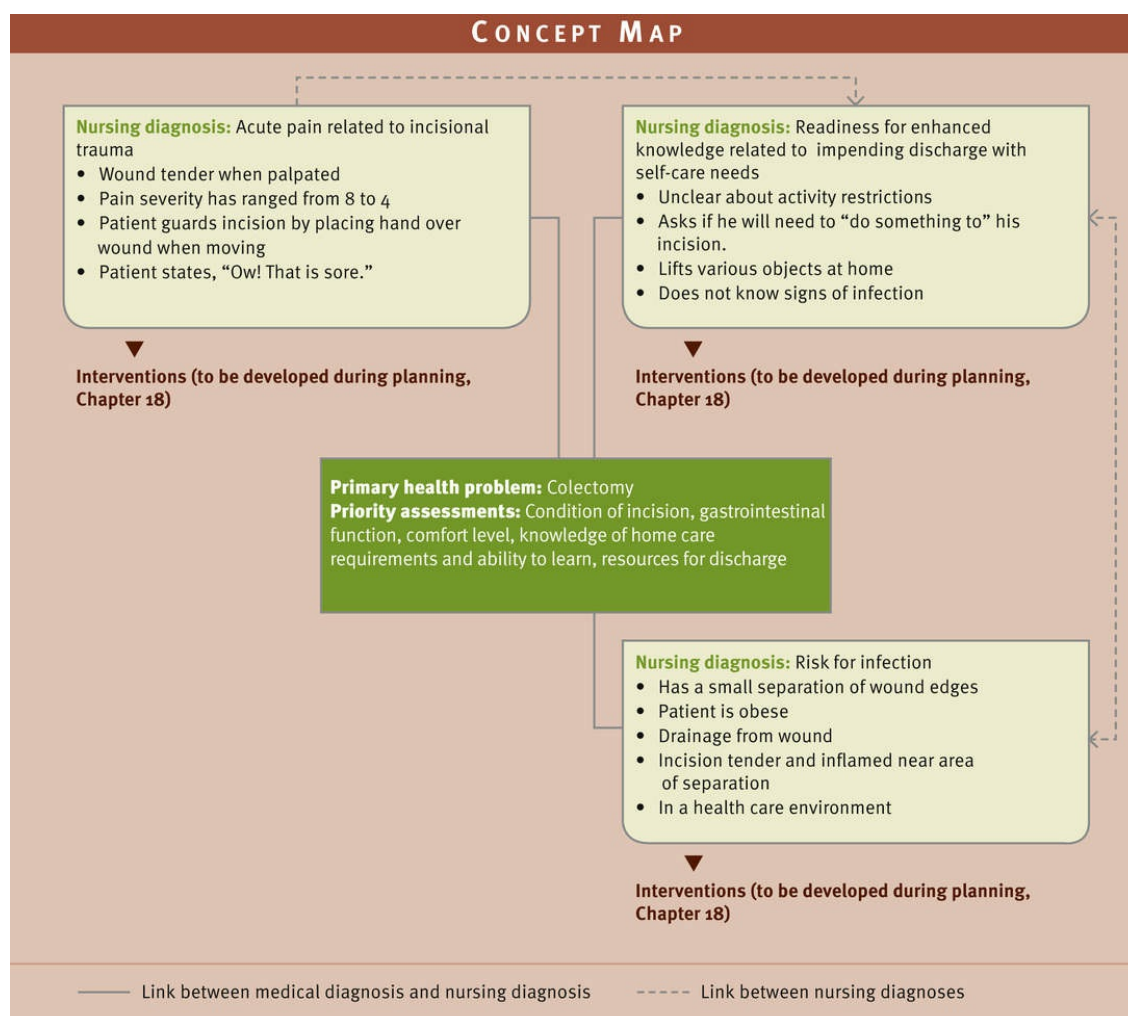 CONCEPT MAP
Nursing diagnosis: Acute pain related to incisional
trauma
• Wound tender when palpated
• Pain severity has ranged from 8 to 4
• Patient guards incision by placing hand over
wound when moving
• Patient states, “Ow! That is sore.”
Interventions (to be developed during planning,
Chapter 18)
Nursing diagnosis: Readiness for enhanced
knowledge related to impending discharge with
self-care needs
• Unclear about activity restrictions
• Asks if he will need to “do something to” his
incision.
• Lifts various objects at home
• Does not know signs of infection
Interventions (to be developed during planning,
Chapter 18)
Primary health problem: Colectomy
Priority assessments: Condition of incision, gastrointestinal
function, comfort level, knowledge of home care
requirements and ability to learn, resources for discharge
Nursing diagnosis: Risk for infection
• Has a small separation of wound edges
• Patient is obese
• Drainage from wound
• Incision tender and inflamed near area
of separation
• In a health care environment
Interventions (to be developed during planning,
Chapter 18)
Link between medical diagnosis and nursing diagnosis
Link between nursing diagnoses